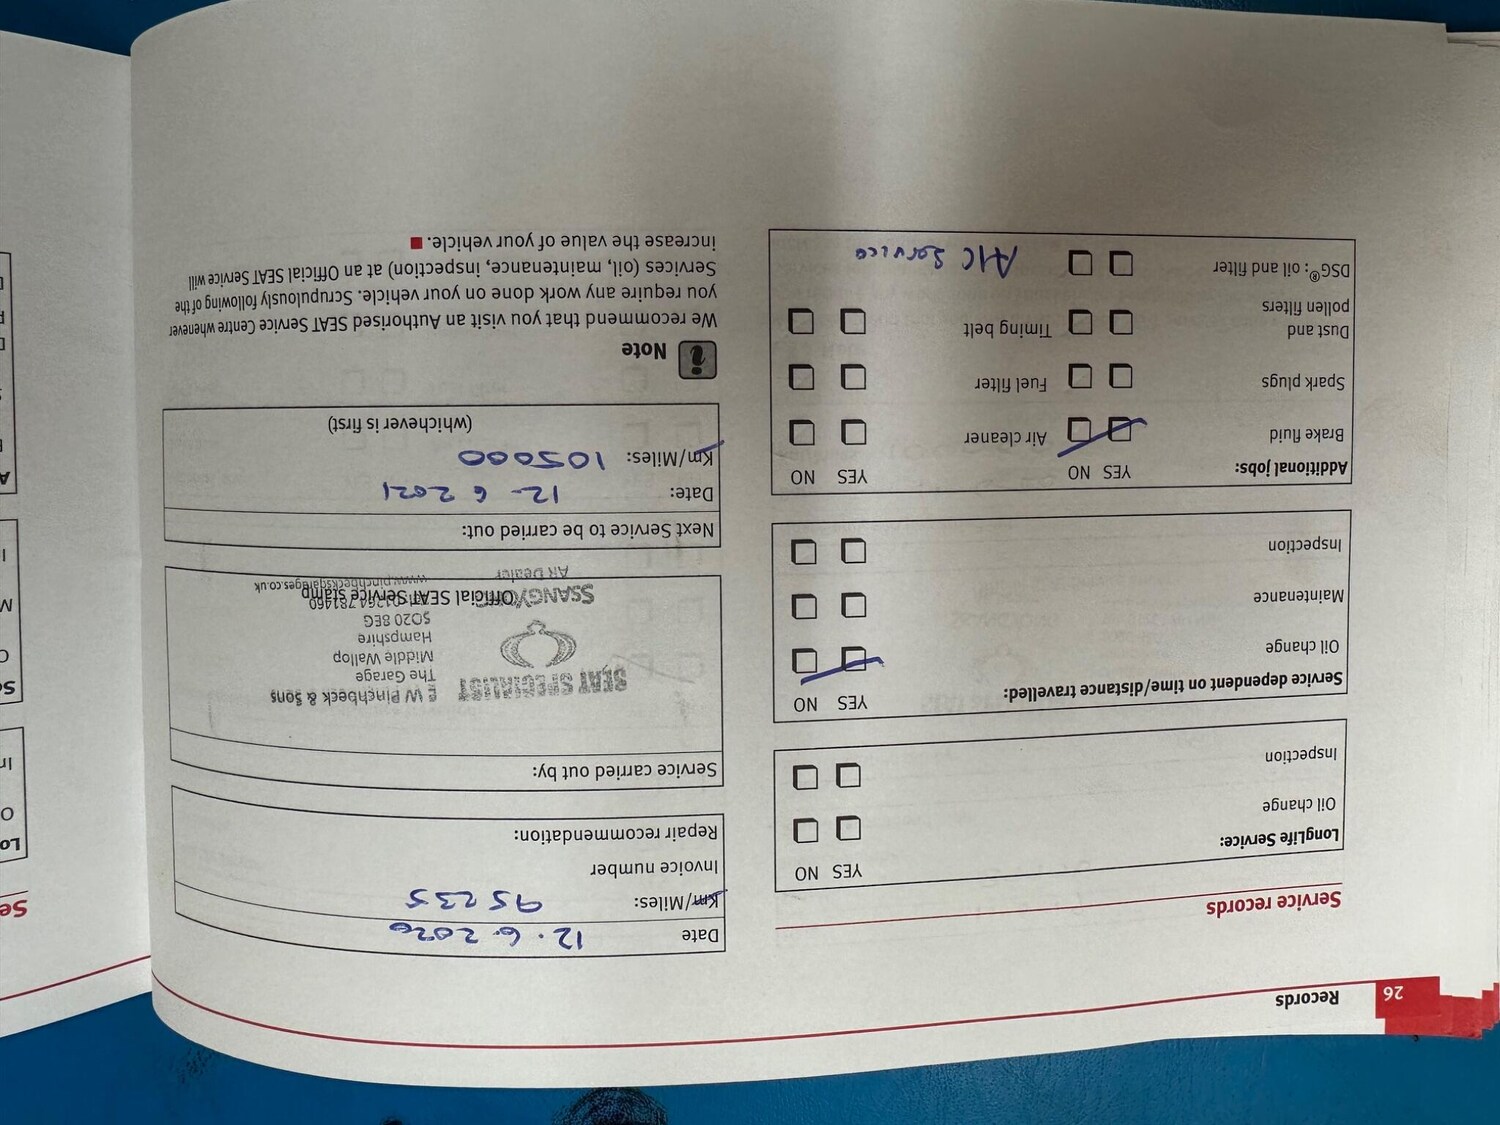 26
Records
Service records
YES NO
LongLife Service:
Oil change
Inspection
YES NO
Service dependent on time/distance travelled:
Oil change
Maintenance
Inspection
YES NO YES NO
Additional jobs:
Brake fluid Air cleaner
Spark plugs Fuel filter
Dust and
pollen filters Timing belt
DSG®: oil and filter A/C Service
Date 12.6.2020
Km/Miles: 95235
Invoice number
Repair recommendation:
Service carried out by:
SEAT SPECIALIST
SSANGYONG
E W Pinchbeck & Sons
The Garage
Middle Wallop
Hampshire
SO20 8EG
01264 781460
www.pinchbecksgarages.co.uk
Official SEAT Service stamp
Next Service to be carried out:
Date: 12-6 2021
Km/Miles: 105000
(whichever is first)
Note
We recommend that you visit an Authorised SEAT Service Centre whenever
you require any work done on your vehicle. Scrupulously following of the
Services (oil, maintenance, inspection) at an Official SEAT Service will
increase the value of your vehicle.